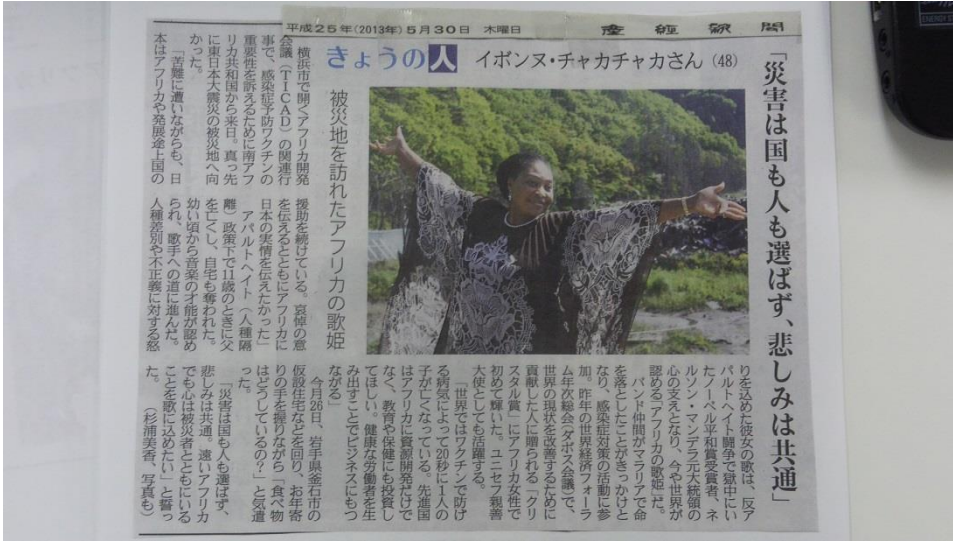 平成25年(2013年)5月30日　木曜日
産経新聞
きょうの人
イボンヌ・チャカチャカさん(48)
「災害は国も人も選ばず、悲しみは共通」
被災地を訪れたアフリカの歌姫
横浜市で開くアフリカ開発
会議(TICAD)の関連行
事で、感染症予防ワクチンの
重要性を訴えるために南アフ
リカ共和国から来日。真っ先
に東日本大震災の被災地へ向
かった。
「苦難に遭いながらも、日
本はアフリカや発展途上国の
援助を続けている。哀悼の意
を伝えるとともにアフリカに
日本の実情を伝えたかった」
アパルトヘイト(人種隔
離)政策下で11歳のときに父
を亡くし、自宅も奪われた。
幼い頃から音楽の才能が認め
られ、歌手への道に進んだ。
人種差別や不正義に対する怒
りを込めた彼女の歌は、反ア
パルトヘイト闘争で獄中にい
たノーベル平和賞受賞者、ネ
ルソン・マンデラ元大統領の
心の支えとなり、今や世界が
認める「アフリカの歌姫」だ。
バンド仲間がマラリアで命
を落としたことがきっかけと
なり、感染症対策の活動に参
加。昨年の世界経済フォーラ
ム年次総会(ダボス会議)で、
世界の現状を改善するために
貢献した人に贈られる「クリ
スタル賞」にアフリカ女性で
初めて輝いた。ユニセフ親善
大使としても活躍する。
「世界ではワクチンで防げ
る病気によって20秒に1人の
子が亡くなっている。先進国
はアフリカに資源開発だけで
なく、教育や保健にも投資し
てほしい。健康な労働者を生
み出すことでビジネスにもつ
ながる」
今月26日、岩手県釜石市の
仮設住宅などを回り、お年寄
りの手を握りながら「食べ物
はどうしているの？」と気遣
った。
「災害は国も人も選ばず、
悲しみは共通。遠いアフリカ
でも心は被災者とともにいる
ことを歌に込めたい」と誓っ
た。　(杉浦美香、写真も)